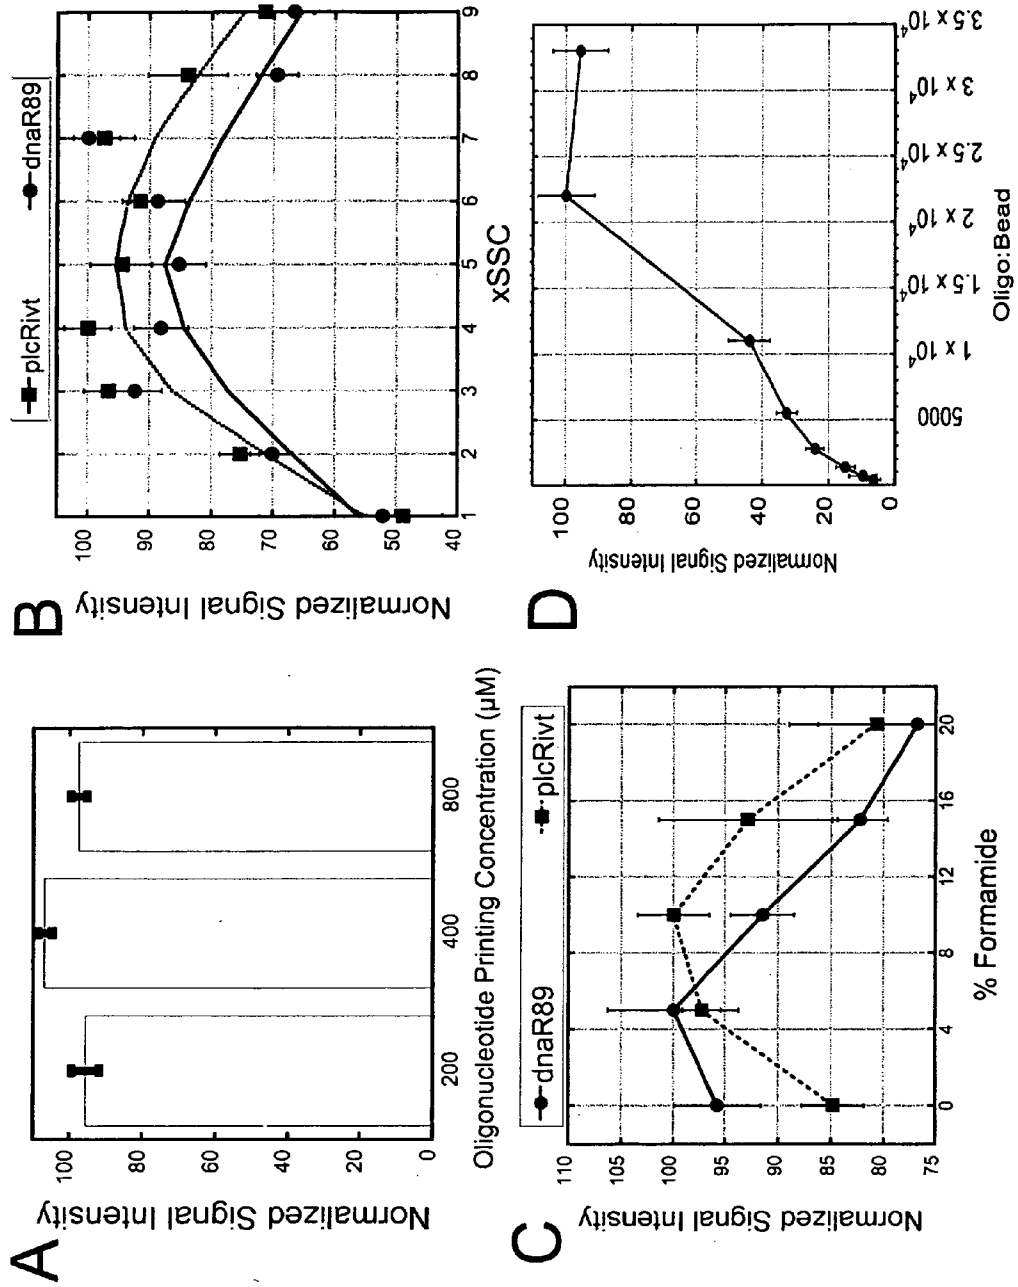 A
Normalized Signal Intensity
100
80
60
40
20
0
200
400
800
Oligonucleotide Printing Concentration (µM)
B
plcRivt
dnaR89
Normalized Signal Intensity
100
90
80
70
60
50
40
1
2
3
4
5
6
7
8
9
xSSC
C
dnaR89
plcRivt
Normalized Signal Intensity
110
105
100
95
90
85
80
75
0
4
8
12
16
20
% Formamide
D
Normalized Signal Intensity
100
80
60
40
20
0
0
5000
1 x 10⁴
1.5 x 10⁴
2 x 10⁴
2.5 x 10⁴
3 x 10⁴
3.5 x 10⁴
Oligo:Bead